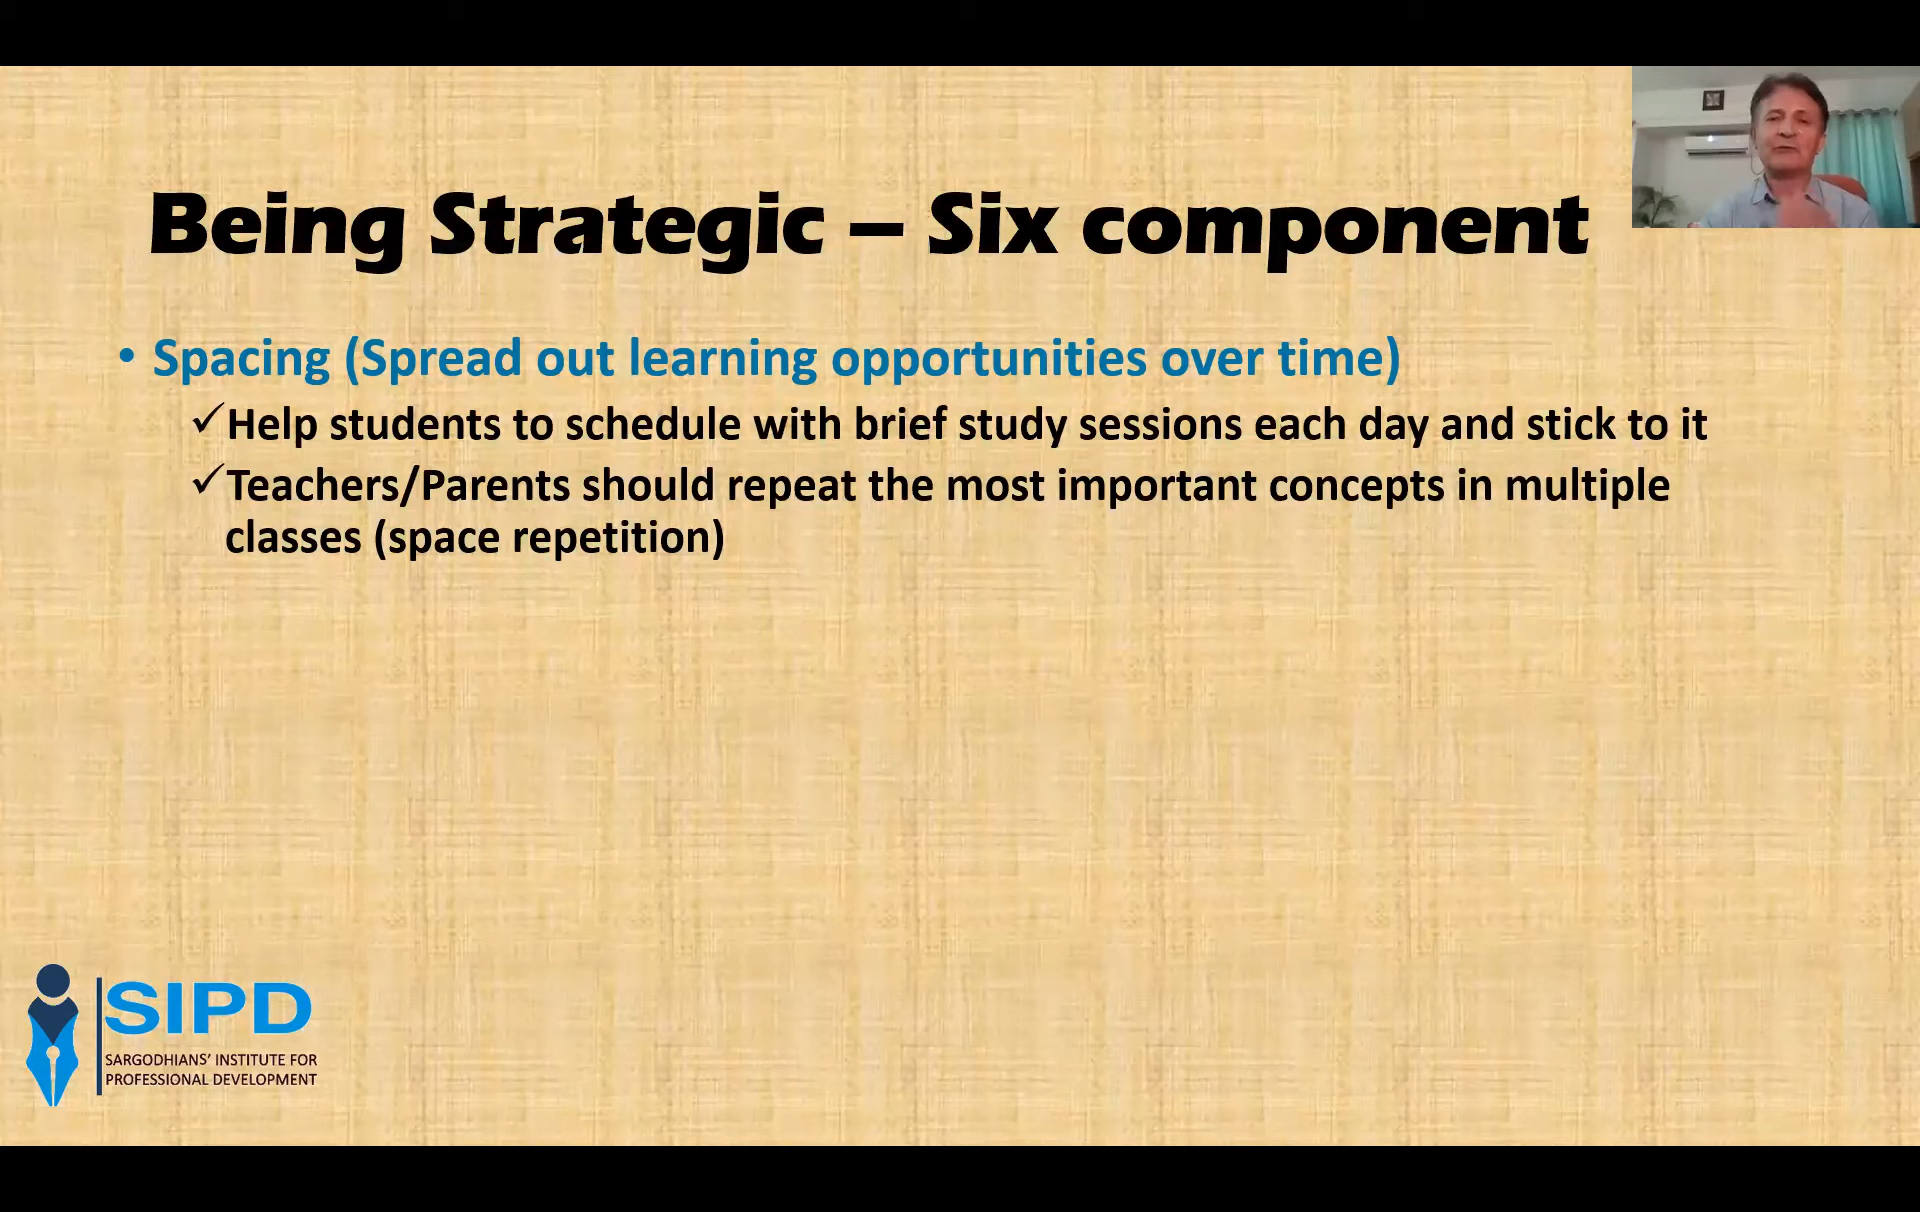 Being Strategic – Six component
• Spacing (Spread out learning opportunities over time)
✓Help students to schedule with brief study sessions each day and stick to it
✓Teachers/Parents should repeat the most important concepts in multiple
classes (space repetition)
SIPD
SARGODHIANS’ INSTITUTE FOR
PROFESSIONAL DEVELOPMENT